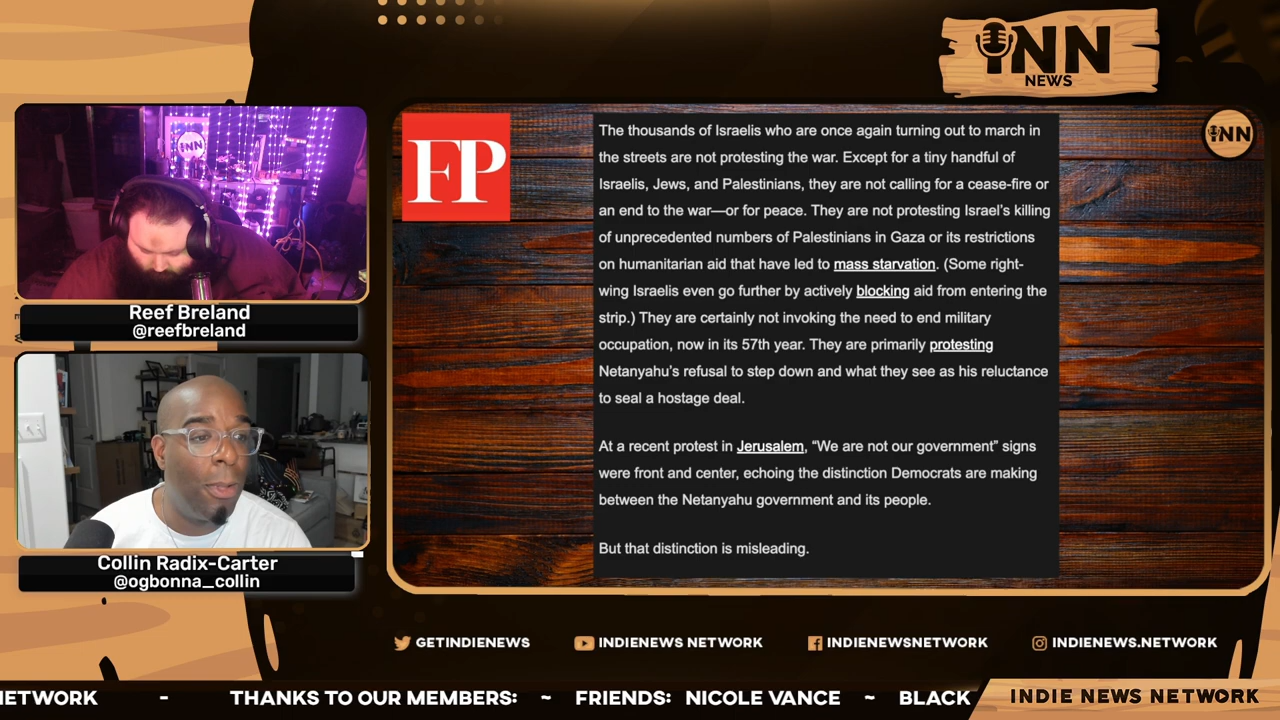 iNN
NEWS
iNN
iNN
FP
The thousands of Israelis who are once again turning out to march in
the streets are not protesting the war. Except for a tiny handful of
Israelis, Jews, and Palestinians, they are not calling for a cease-fire or
an end to the war—or for peace. They are not protesting Israel’s killing
of unprecedented numbers of Palestinians in Gaza or its restrictions
on humanitarian aid that have led to mass starvation. (Some right-
wing Israelis even go further by actively blocking aid from entering the
strip.) They are certainly not invoking the need to end military
occupation, now in its 57th year. They are primarily protesting
Netanyahu’s refusal to step down and what they see as his reluctance
to seal a hostage deal.
At a recent protest in Jerusalem, “We are not our government” signs
were front and center, echoing the distinction Democrats are making
between the Netanyahu government and its people.
But that distinction is misleading.
Reef Breland
@reefbreland
Collin Radix-Carter
@ogbonna_collin
GETINDIENEWS
INDIENEWS NETWORK
INDIENEWSNETWORK
INDIENEWS.NETWORK
NETWORK - THANKS TO OUR MEMBERS: ~ FRIENDS: NICOLE VANCE ~ BLACK
INDIE NEWS NETWORK